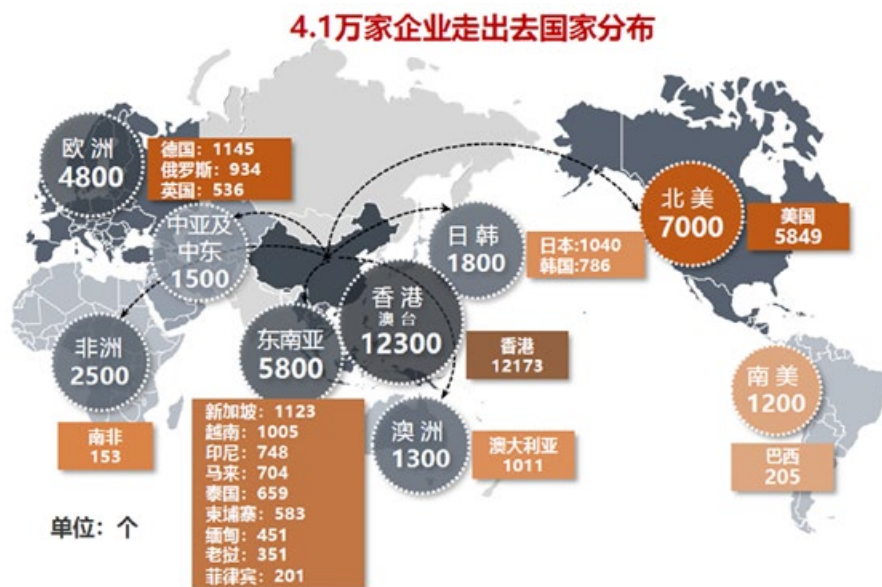 4.1万家企业走出去国家分布
欧洲
4800
德国：1145
俄罗斯：934
英国：536
中亚及
中东
1500
日韩
1800
日本:1040
韩国:786
北美
7000
美国
5849
香港
澳台
12300
香港
12173
非洲
2500
南非
153
东南亚
5800
新加坡：1123
越南：1005
印尼：748
马来：704
泰国：659
柬埔寨：583
缅甸：451
老挝：351
菲律宾：201
澳洲
1300
澳大利亚
1011
南美
1200
巴西
205
单位：个